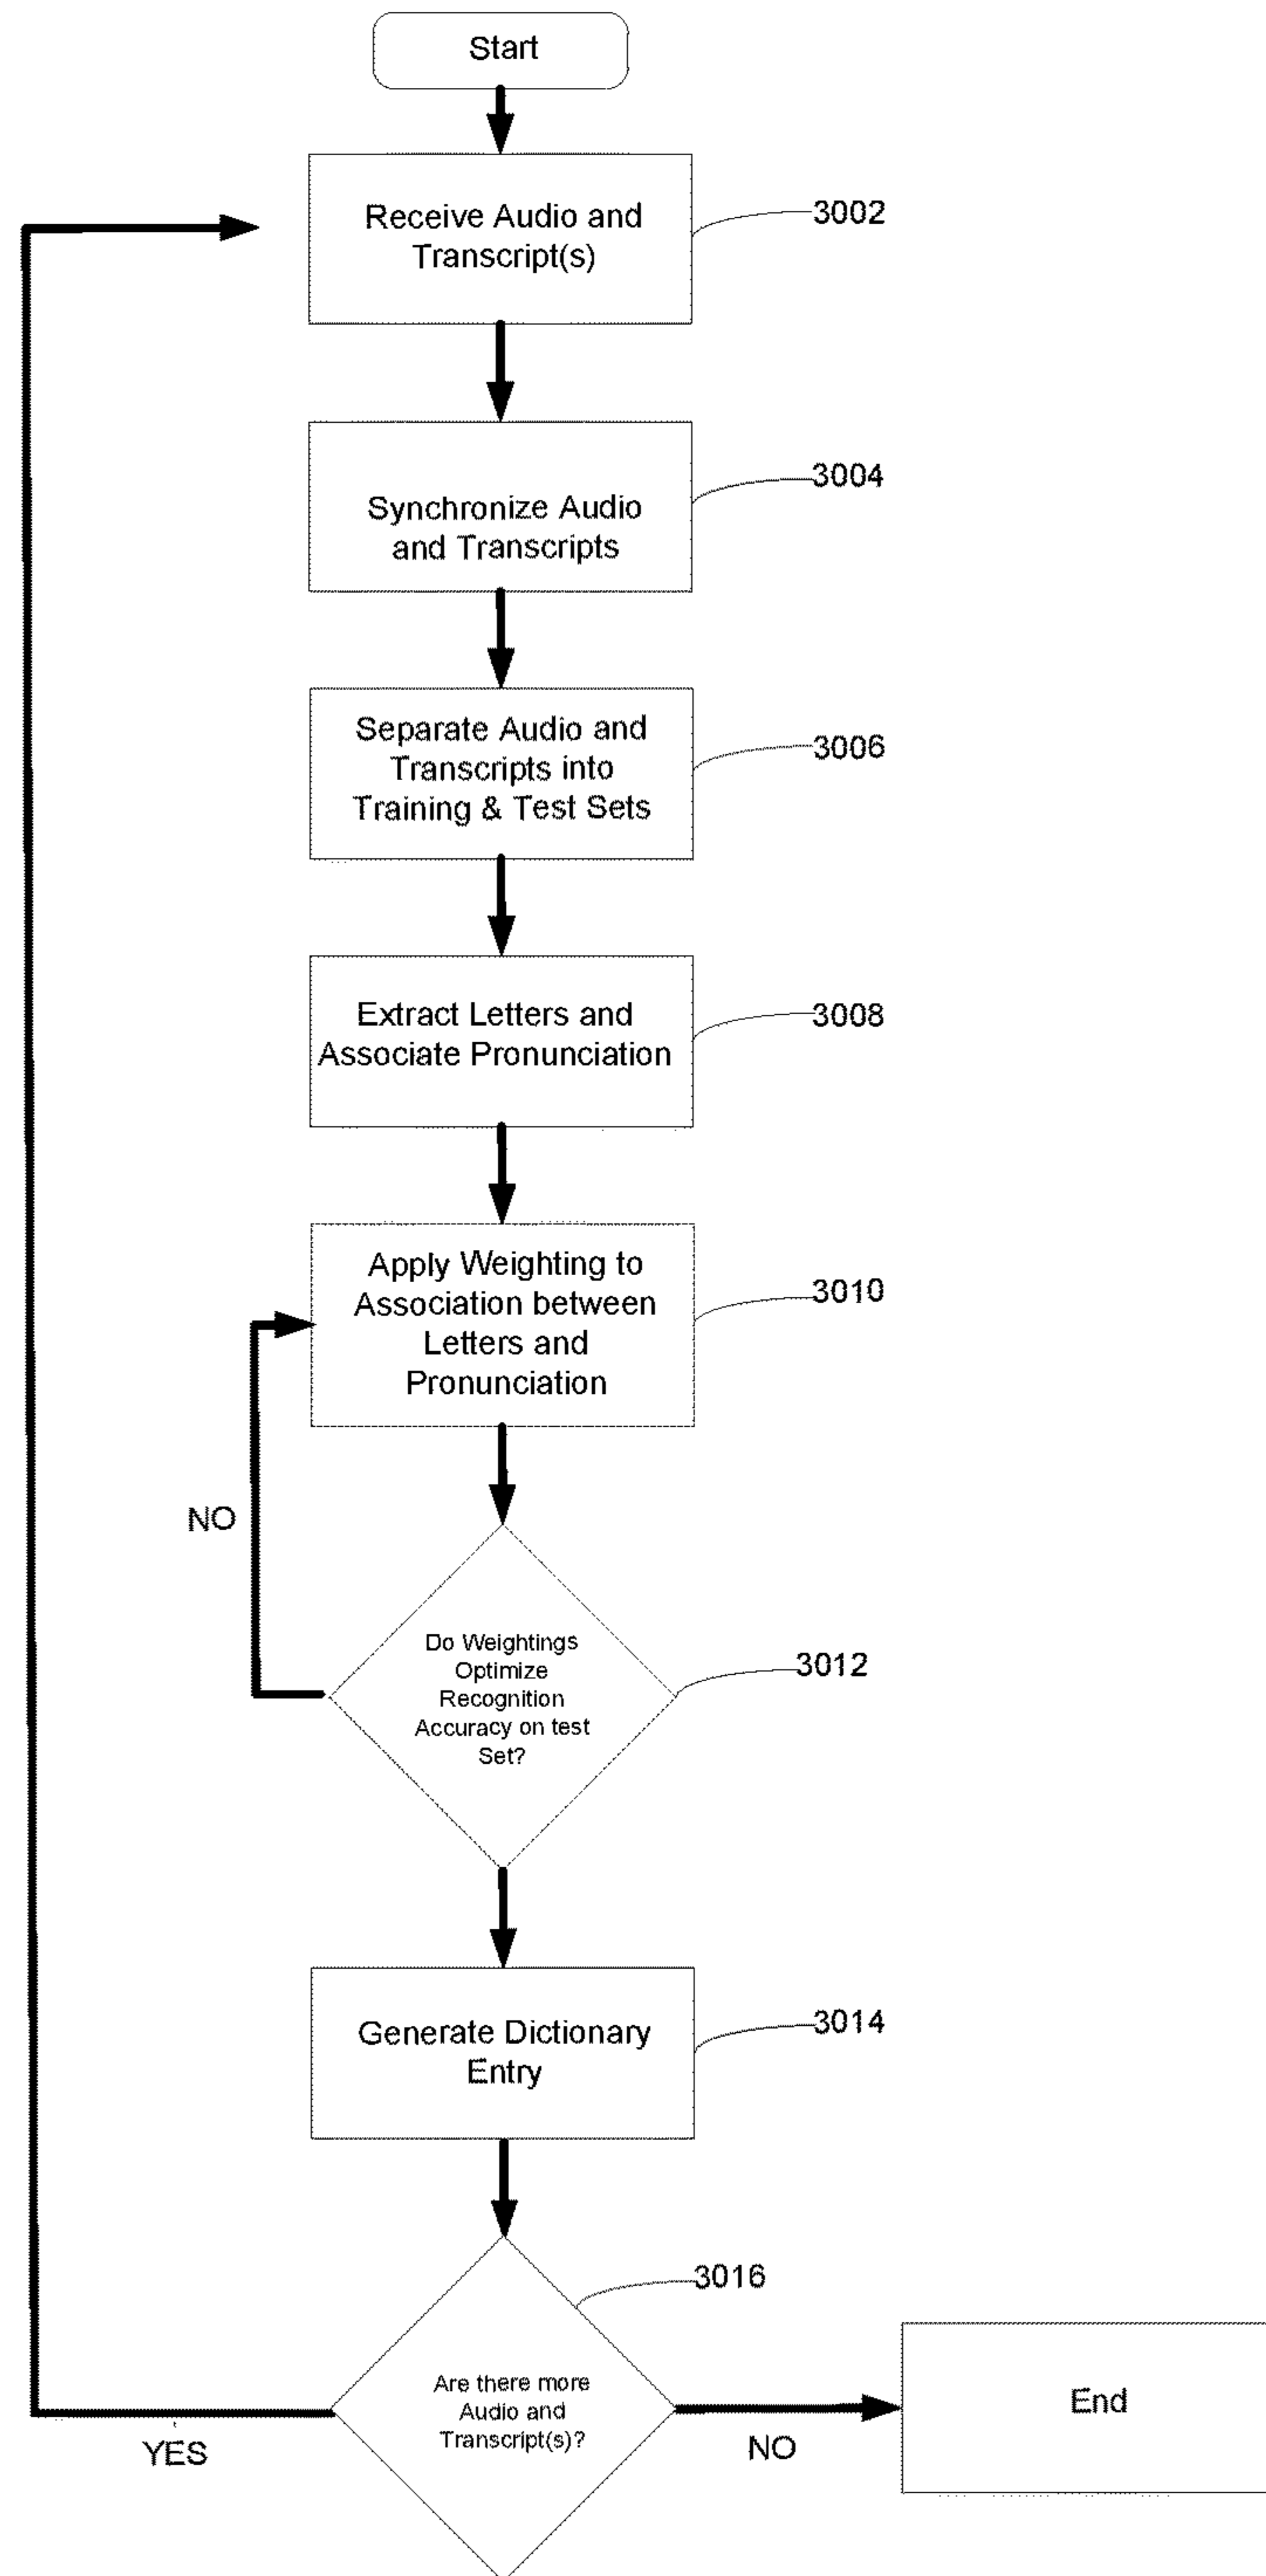 Start
Receive Audio and
Transcript(s)
3002
Synchronize Audio
and Transcripts
3004
Separate Audio and
Transcripts into
Training & Test Sets
3006
Extract Letters and
Associate Pronunciation
3008
Apply Weighting to
Association between
Letters and
Pronunciation
3010
NO
Do Weightings
Optimize
Recognition
Accuracy on test
Set?
3012
Generate Dictionary
Entry
3014
3016
Are there more
Audio and
Transcript(s)?
YES
NO
End